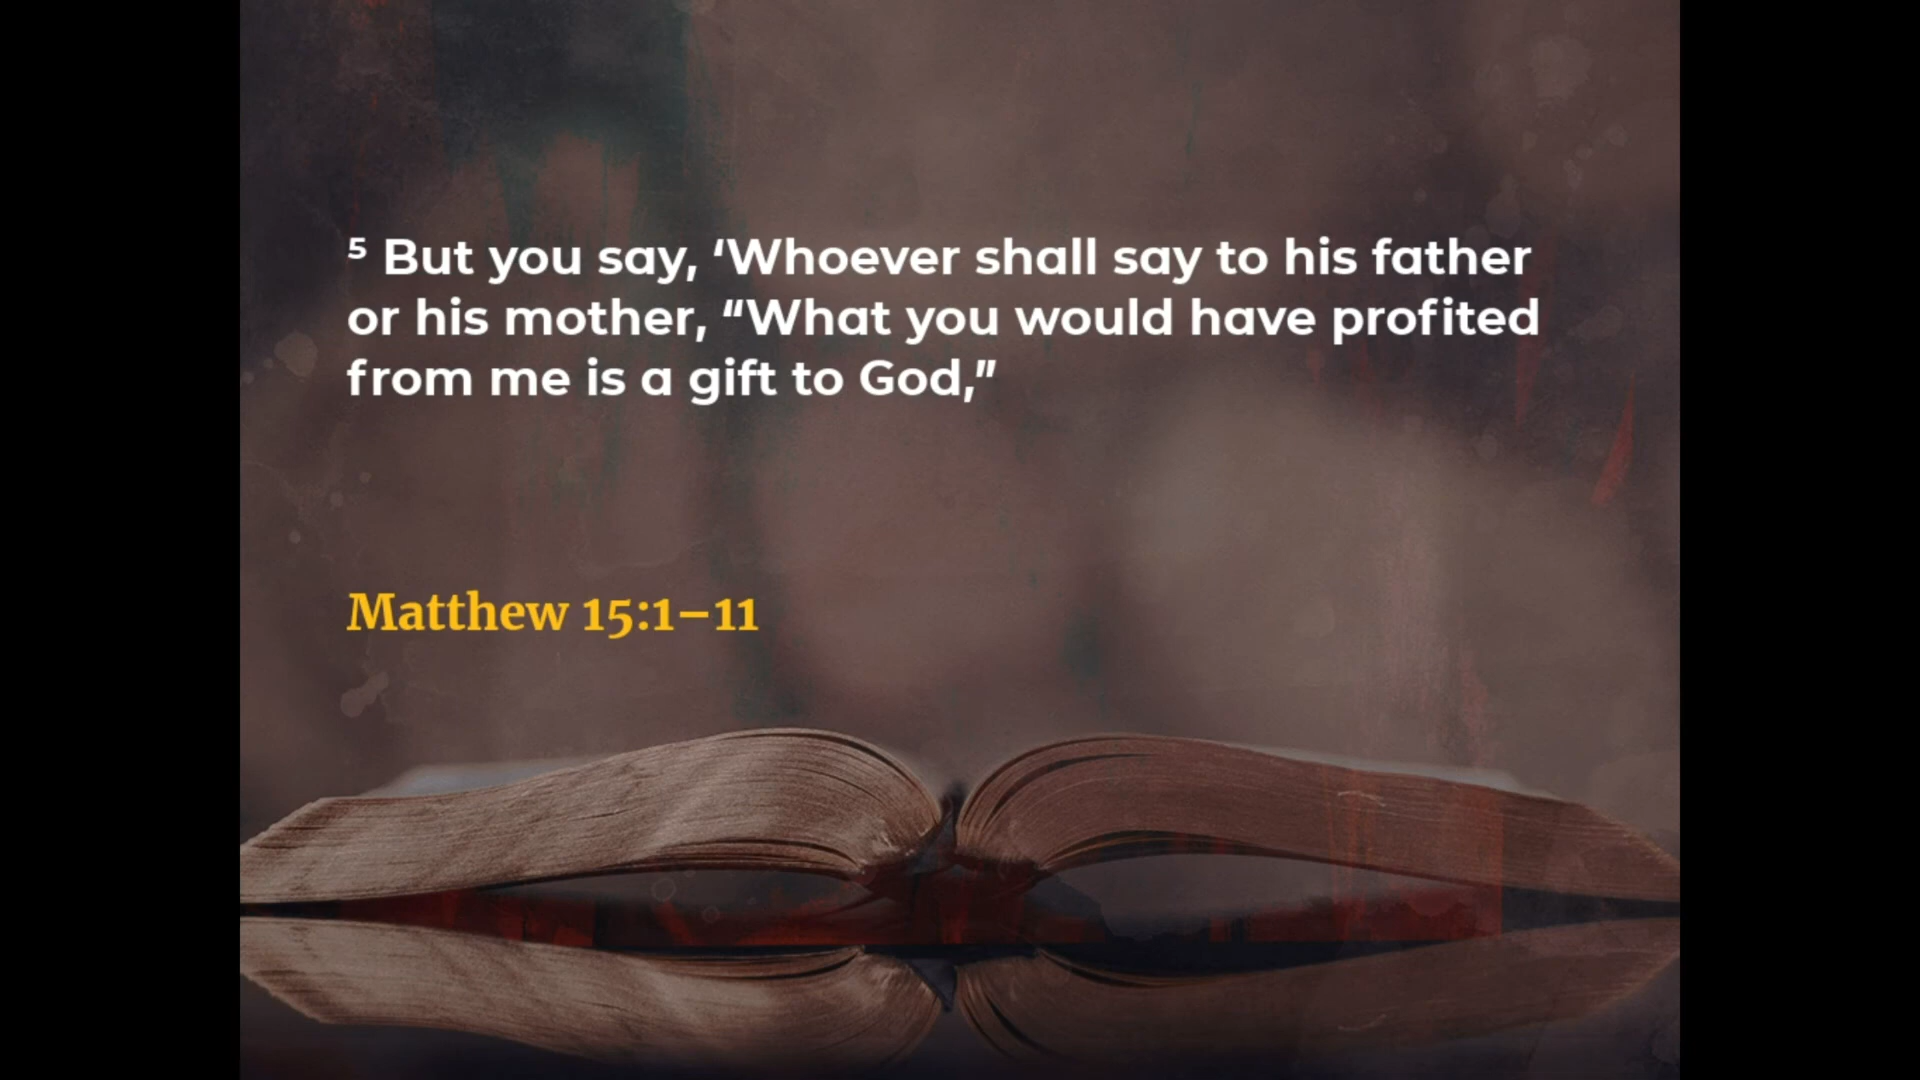 ⁵ But you say, ‘Whoever shall say to his father
or his mother, “What you would have profited
from me is a gift to God,”
Matthew 15:1–11